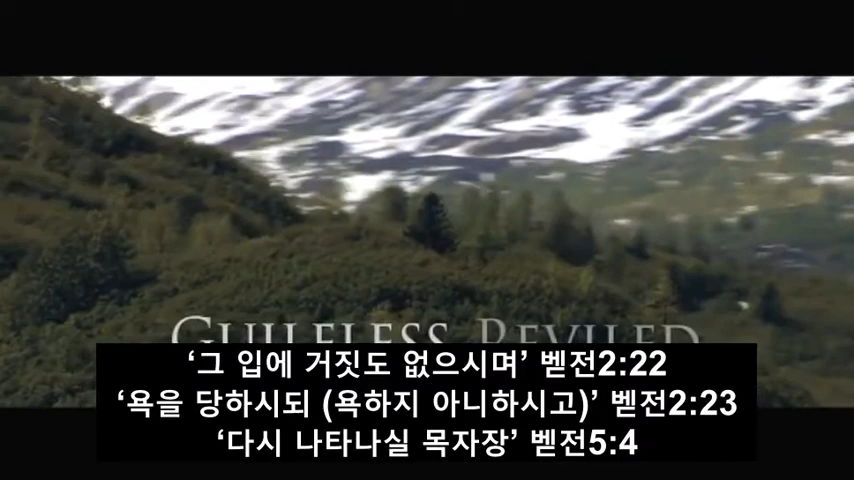 GUILELESS REVILED
‘그 입에 거짓도 없으시며’ 벧전2:22
‘욕을 당하시되 (욕하지 아니하시고)’ 벧전2:23
‘다시 나타나실 목자장’ 벧전5:4